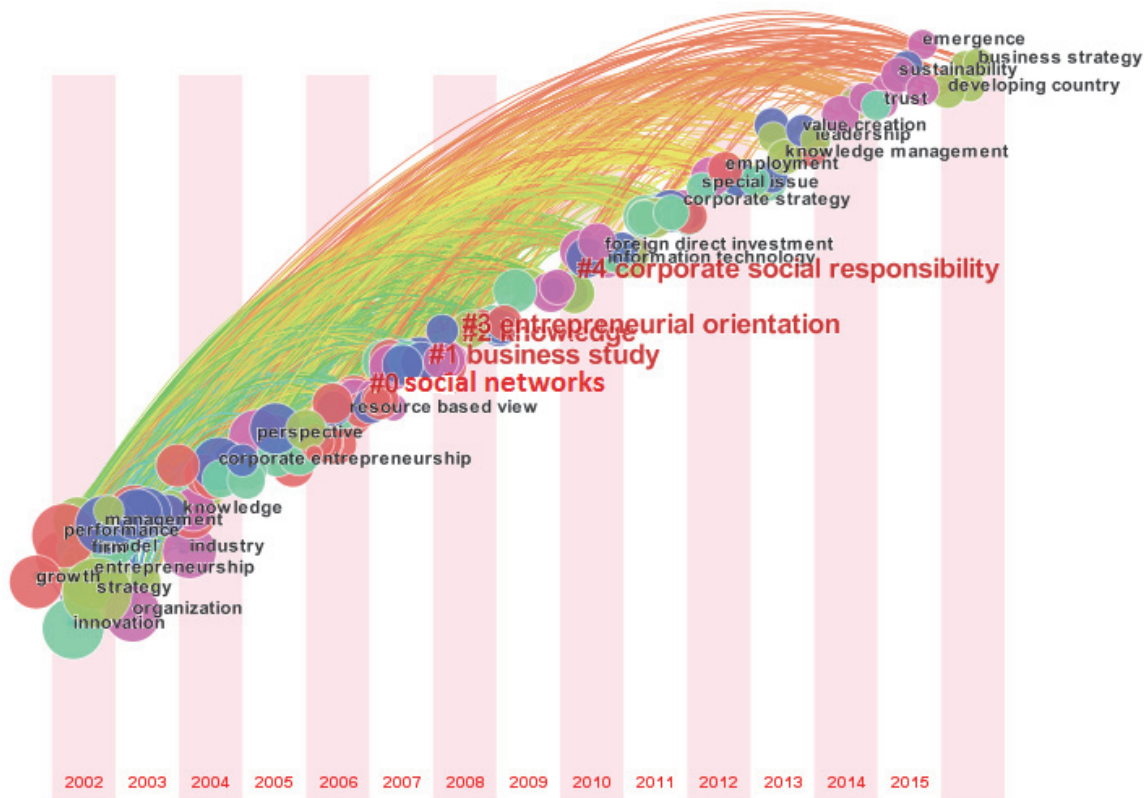 emergence
business strategy
sustainability
developing country
trust
value creation
leadership
knowledge management
employment
special issue
corporate strategy
foreign direct investment
information technology
#4 corporate social responsibility
#3 entrepreneurial orientation
#2 knowledge
#1 business study
#0 social networks
resource based view
perspective
corporate entrepreneurship
knowledge
management
performance
firm
model
industry
entrepreneurship
growth
strategy
organization
innovation
2002 2003 2004 2005 2006 2007 2008 2009 2010 2011 2012 2013 2014 2015